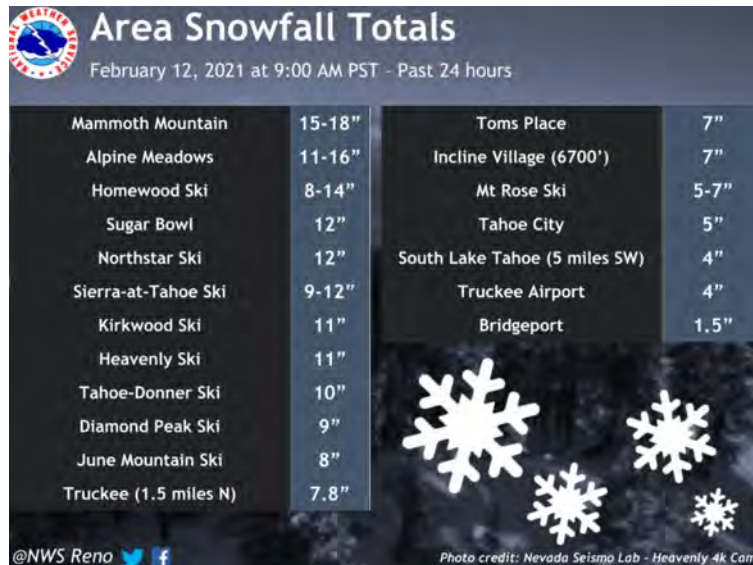 NATIONAL WEATHER SERVICE
Area Snowfall Totals
February 12, 2021 at 9:00 AM PST - Past 24 hours
Mammoth Mountain 15-18”
Alpine Meadows 11-16”
Homewood Ski 8-14”
Sugar Bowl 12”
Northstar Ski 12”
Sierra-at-Tahoe Ski 9-12”
Kirkwood Ski 11”
Heavenly Ski 11”
Tahoe-Donner Ski 10”
Diamond Peak Ski 9”
June Mountain Ski 8”
Truckee (1.5 miles N) 7.8”
Toms Place 7”
Incline Village (6700’) 7”
Mt Rose Ski 5-7”
Tahoe City 5”
South Lake Tahoe (5 miles SW) 4”
Truckee Airport 4”
Bridgeport 1.5”
@NWS Reno
Photo credit: Nevada Seismo Lab - Heavenly 4k Cam